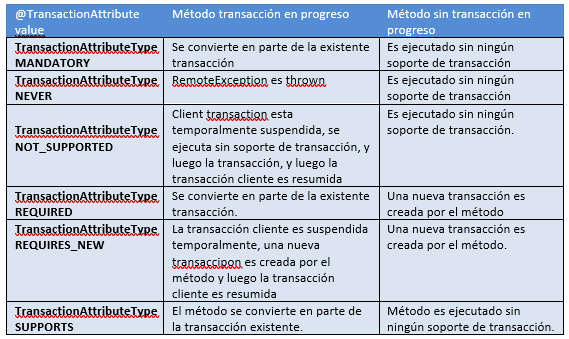 @TransactionAttribute
value
Método transacción en progreso
Método sin transacción en
progreso
TransactionAttributeType
MANDATORY
Se convierte en parte de la existente
transacción
Es ejecutado sin ningún
soporte de transacción
TransactionAttributeType
NEVER
RemoteException es thrown
Es ejecutado sin ningún
soporte de transacción
TransactionAttributeType
NOT_SUPPORTED
Client transaction esta
temporalmente suspendida, se
ejecuta sin soporte de transacción, y
luego la transacción, y luego la
transacción cliente es resumida
Es ejecutado sin ningún
soporte de transacción.
TransactionAttributeType
REQUIRED
Se convierte en parte de la existente
transacción.
Una nueva transacción es
creada por el método
TransactionAttributeType
REQUIRES_NEW
La transacción cliente es suspendida
temporalmente, una nueva
transaccipon es creada por el
método y luego la transacción
cliente es resumida
Una nueva transacción es
creada por el método.
TransactionAttributeType
SUPPORTS
El método se convierte en parte de
la transacción existente.
Método es ejecutado sin
ningún soporte de transacción.